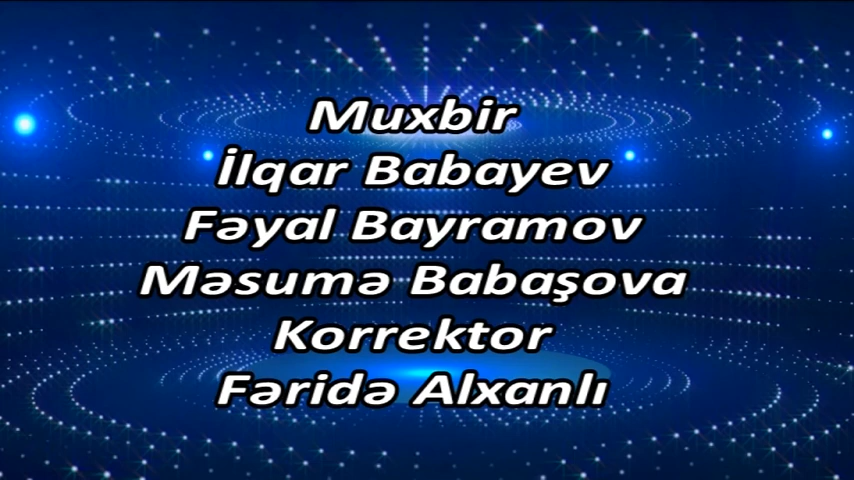 Muxbir
İlqar Babayev
Fəyal Bayramov
Məsumə Babaşova
Korrektor
Fəridə Alxanlı